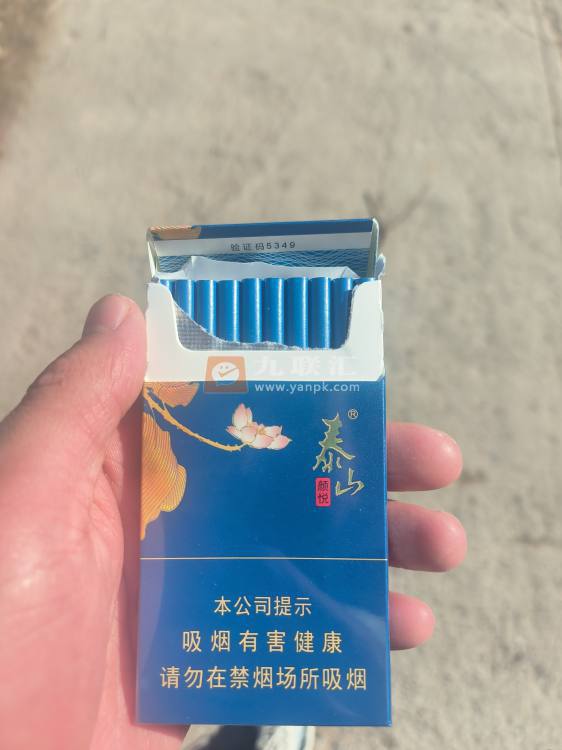 验证码5349
九联汇
www.yanpk.com
泰山®
颜悦
本公司提示
吸烟有害健康
请勿在禁烟场所吸烟